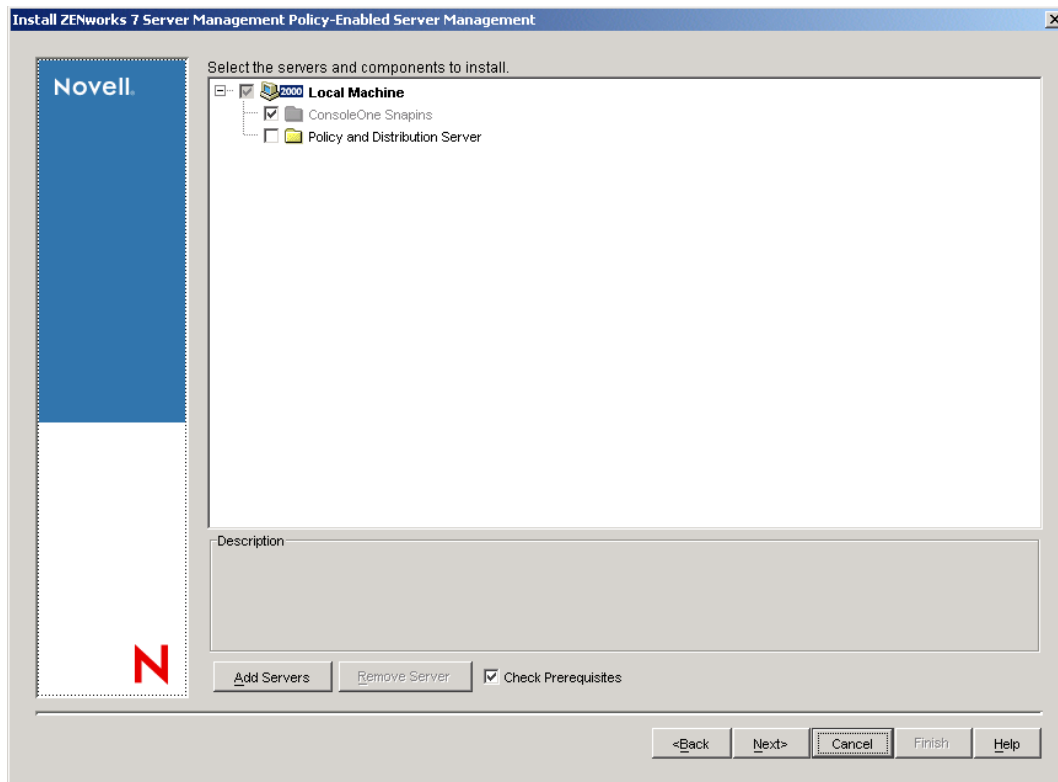 Install ZENworks 7 Server Management Policy-Enabled Server Management
Novell.
Select the servers and components to install.
2000 Local Machine
ConsoleOne Snapins
Policy and Distribution Server
Description
N
Add Servers Remove Server Check Prerequisites
<Back Next> Cancel Finish Help